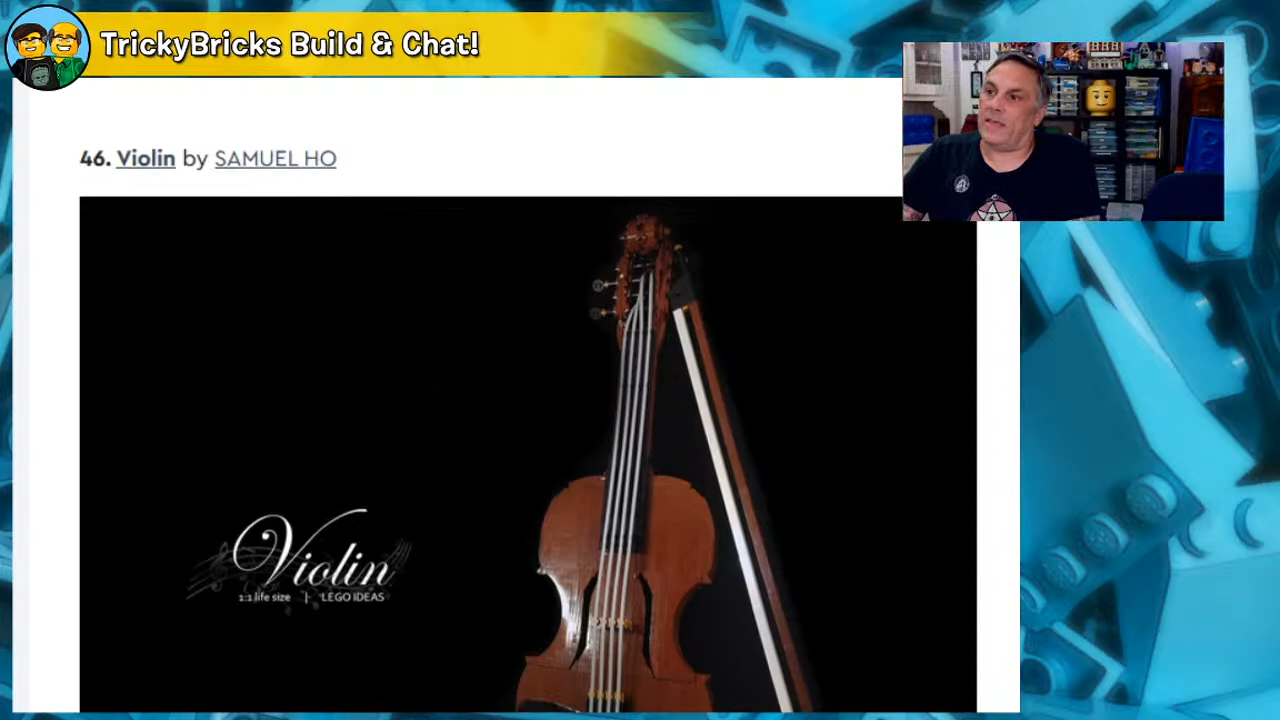 TrickyBricks Build & Chat!
46. Violin by SAMUEL HO
Violin
1:1 life size | LEGO IDEAS